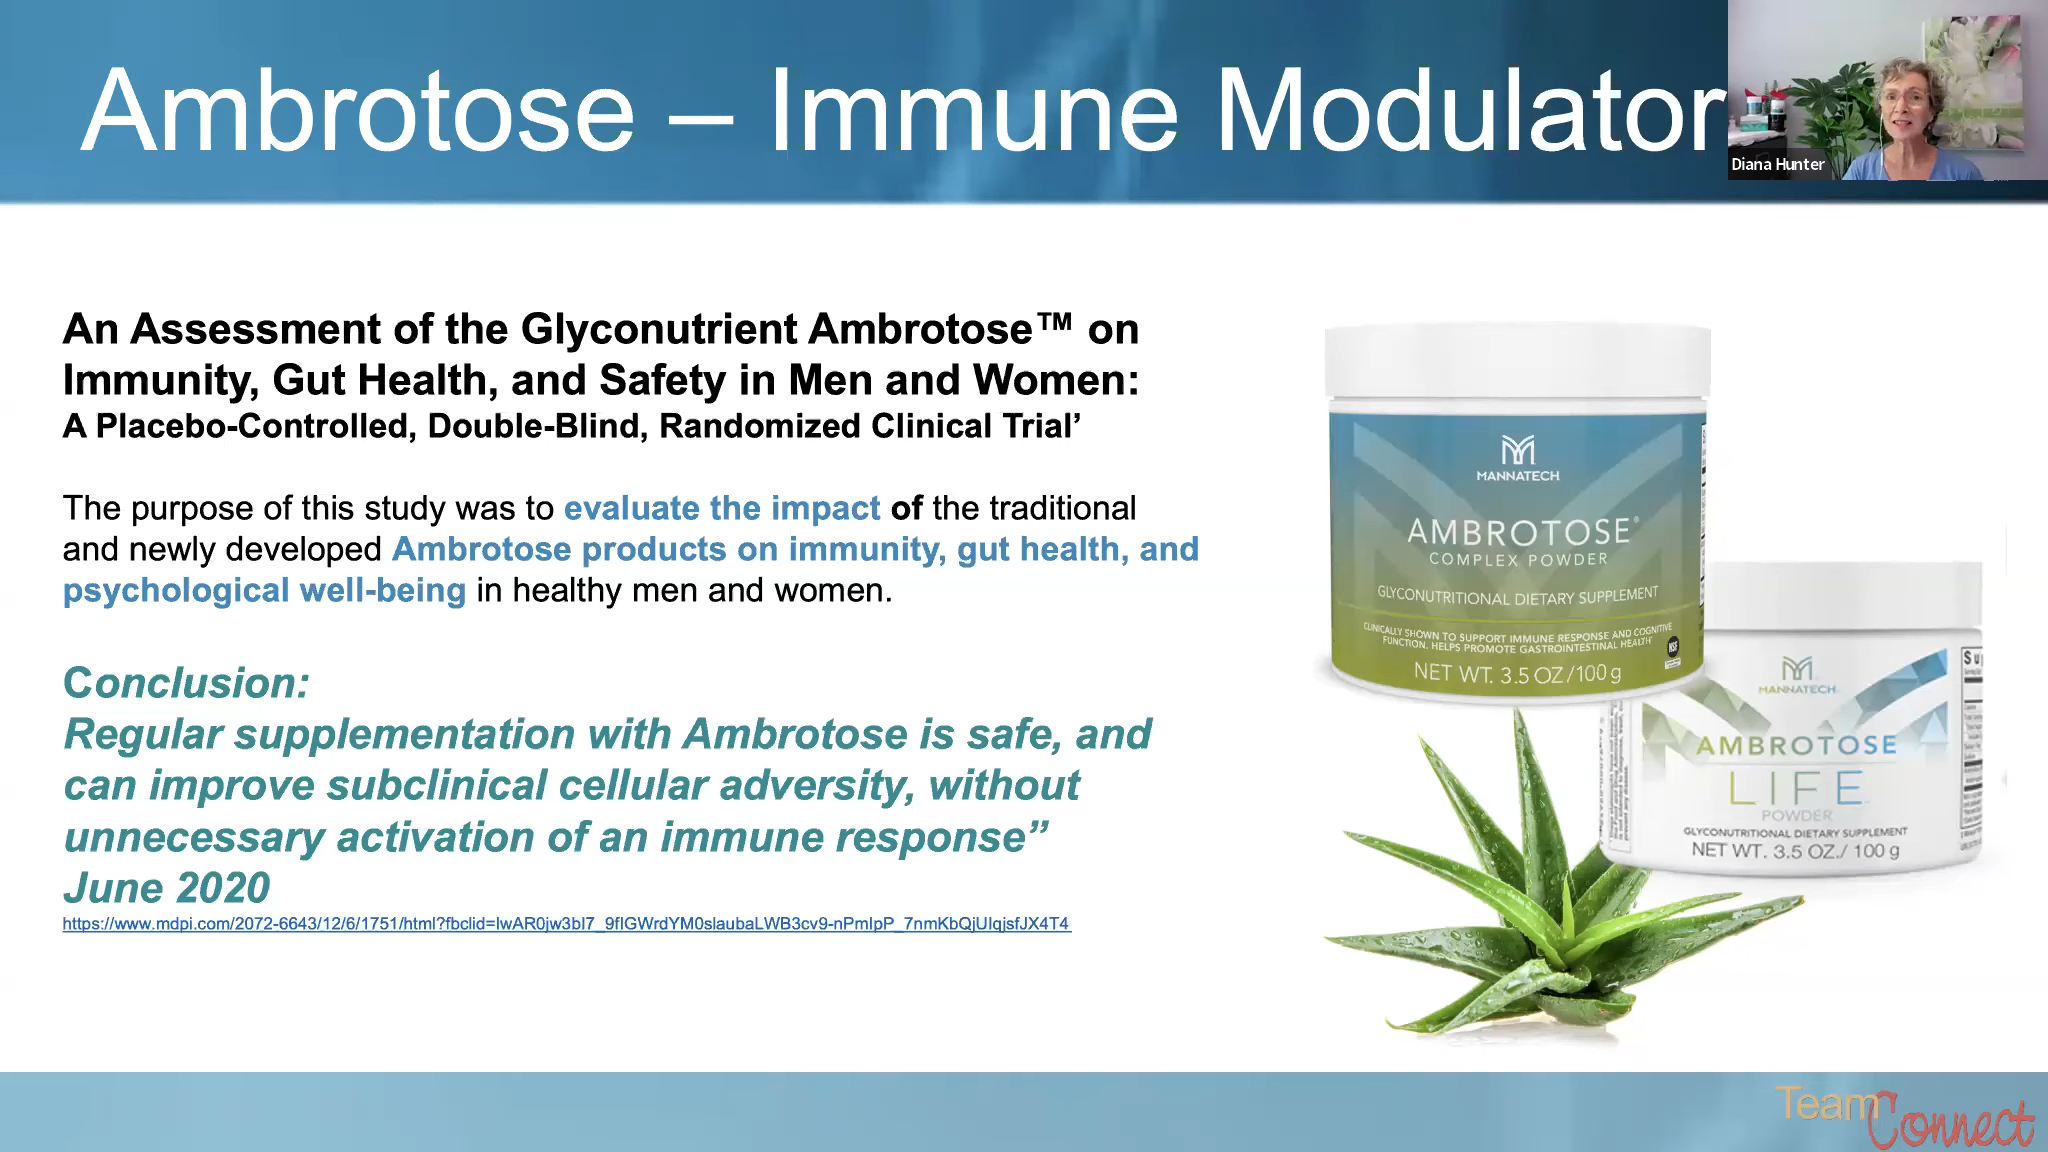 Ambrotose – Immune Modulator
Diana Hunter
An Assessment of the Glyconutrient Ambrotose™ on
Immunity, Gut Health, and Safety in Men and Women:
A Placebo-Controlled, Double-Blind, Randomized Clinical Trial’
The purpose of this study was to evaluate the impact of the traditional
and newly developed Ambrotose products on immunity, gut health, and
psychological well-being in healthy men and women.
Conclusion:
Regular supplementation with Ambrotose is safe, and
can improve subclinical cellular adversity, without
unnecessary activation of an immune response”
June 2020
https://www.mdpi.com/2072-6643/12/6/1751/html?fbclid=IwAR0jw3bI7_9fIGWrdYM0slaubaLWB3cv9-nPmIpP_7nmKbQjUIqjsfJX4T4
MANNATECH
AMBROTOSE®
COMPLEX POWDER
GLYCONUTRITIONAL DIETARY SUPPLEMENT
CLINICALLY SHOWN TO SUPPORT IMMUNE RESPONSE AND COGNITIVE
FUNCTION, HELPS PROMOTE GASTROINTESTINAL HEALTH
NSF
NET WT. 3.5 OZ/100 g
MANNATECH
AMBROTOSE
LIFE
POWDER
GLYCONUTRITIONAL DIETARY SUPPLEMENT
NET WT. 3.5 OZ./ 100 g
Team Connect